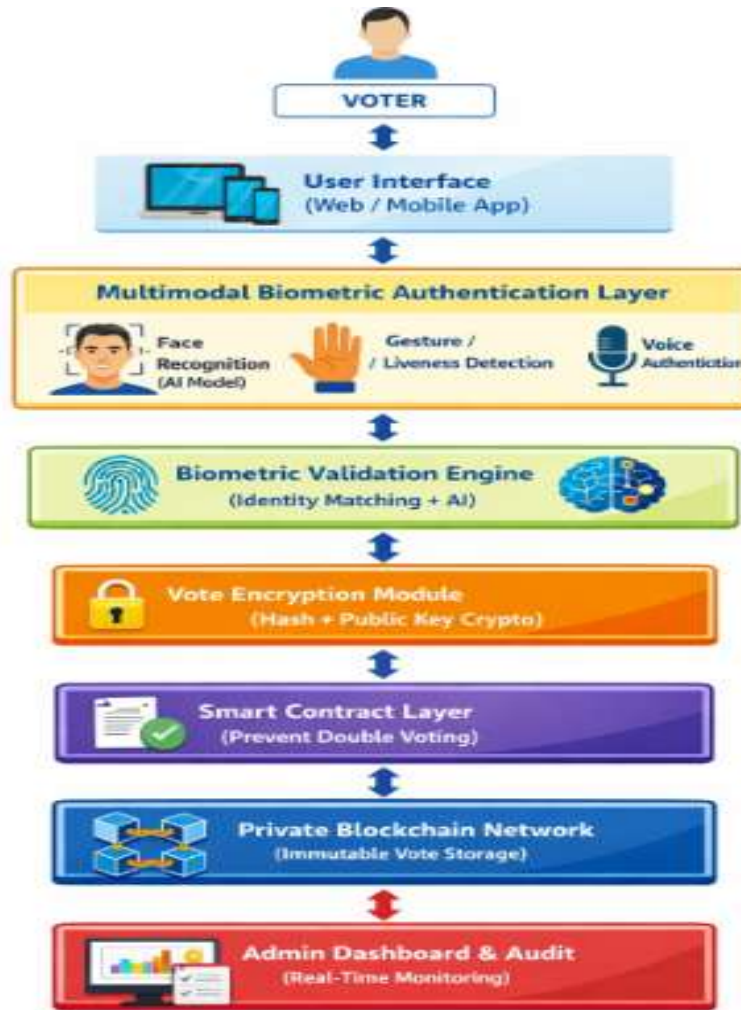 VOTER
User Interface
(Web / Mobile App)
Multimodal Biometric Authentication Layer
Face
Recognition
(AI Model)
Gesture /
/ Liveness Detection
Voice
Authentication
Biometric Validation Engine
(Identity Matching + AI)
Vote Encryption Module
(Hash + Public Key Crypto)
Smart Contract Layer
(Prevent Double Voting)
Private Blockchain Network
(Immutable Vote Storage)
Admin Dashboard & Audit
(Real-Time Monitoring)